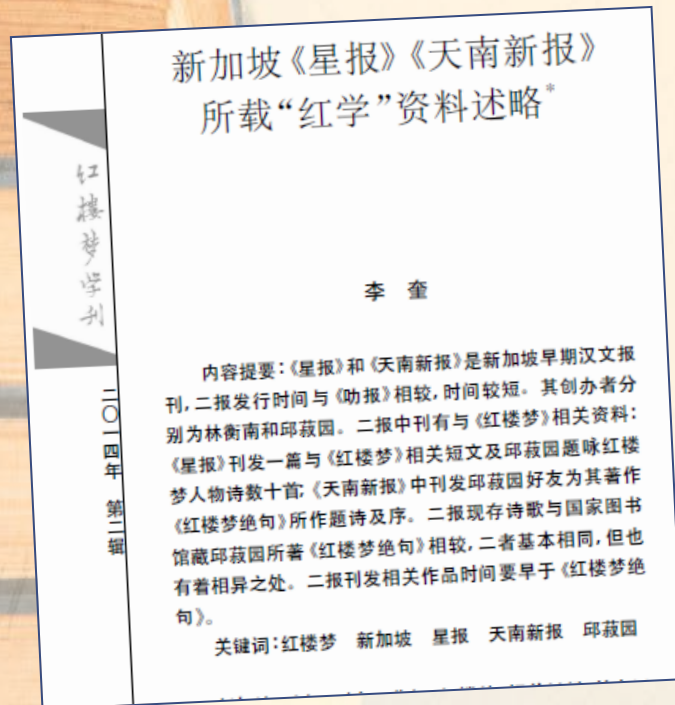 新加坡《星报》《天南新报》
所载“红学”资料述略*
红楼梦学刊
二〇一四年 第二辑
李 奎
内容提要:《星报》和《天南新报》是新加坡早期汉文报
刊,二报发行时间与《叻报》相较,时间较短。其创办者分
别为林衡南和邱菽园。二报中刊有与《红楼梦》相关资料:
《星报》刊发一篇与《红楼梦》相关短文及邱菽园题咏红楼
梦人物诗数十首;《天南新报》中刊发邱菽园好友为其著作
《红楼梦绝句》所作题诗及序。二报现存诗歌与国家图书
馆藏邱菽园所著《红楼梦绝句》相较,二者基本相同,但也
有着相异之处。二报刊发相关作品时间要早于《红楼梦绝
句》。
关键词:红楼梦 新加坡 星报 天南新报 邱菽园